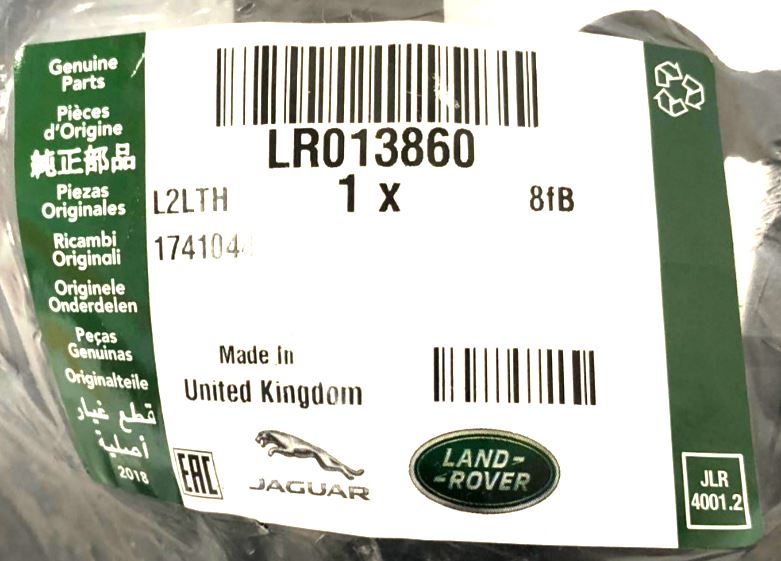 Genuine
Parts
Pièces
d'Origine
純正部品
Piezas
Originales
Ricambi
Originali
Originele
Onderdelen
Peças
Genuinas
Originalteile
قطع غيار
أصلية
2018
LR013860
1 x
8fB
L2LTH
Made in
United Kingdom
EAC
JAGUAR
LAND-
-ROVER
JLR
4001.2